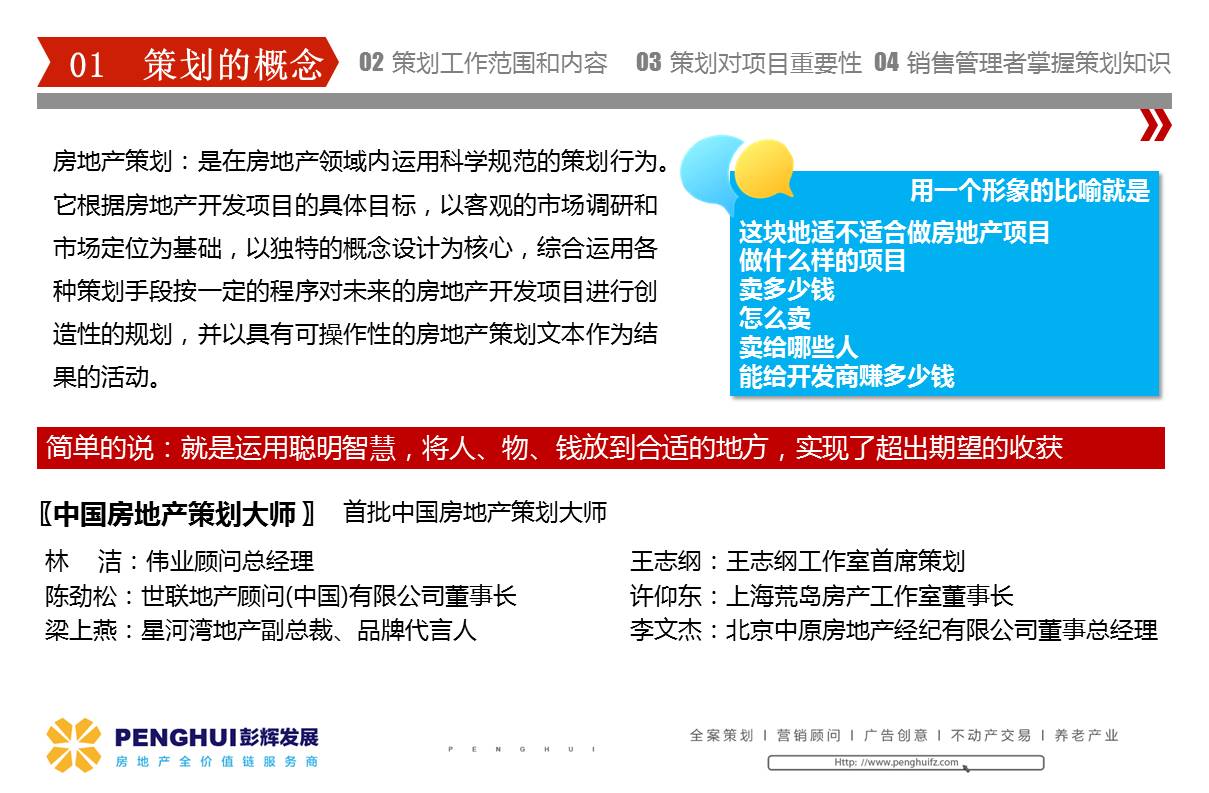 01 策划的概念 02 策划工作范围和内容 03 策划对项目重要性 04 销售管理者掌握策划知识
房地产策划：是在房地产领域内运用科学规范的策划行为。
它根据房地产开发项目的具体目标，以客观的市场调研和
市场定位为基础，以独特的概念设计为核心，综合运用各
种策划手段按一定的程序对未来的房地产开发项目进行创
造性的规划，并以具有可操作性的房地产策划文本作为结
果的活动。
用一个形象的比喻就是
这块地适不适合做房地产项目
做什么样的项目
卖多少钱
怎么卖
卖给哪些人
能给开发商赚多少钱
简单的说：就是运用聪明智慧，将人、物、钱放到合适的地方，实现了超出期望的收获
〖中国房地产策划大师〗 首批中国房地产策划大师
林 洁：伟业顾问总经理
陈劲松：世联地产顾问(中国)有限公司董事长
梁上燕：星河湾地产副总裁、品牌代言人
王志纲：王志纲工作室首席策划
许仰东：上海荒岛房产工作室董事长
李文杰：北京中原房地产经纪有限公司董事总经理
PENGHUI彭辉发展
房地产全价值链服务商
PENGHUI
全案策划 I 营销顾问 I 广告创意 I 不动产交易 I 养老产业
Http: //www.penghuifz.com